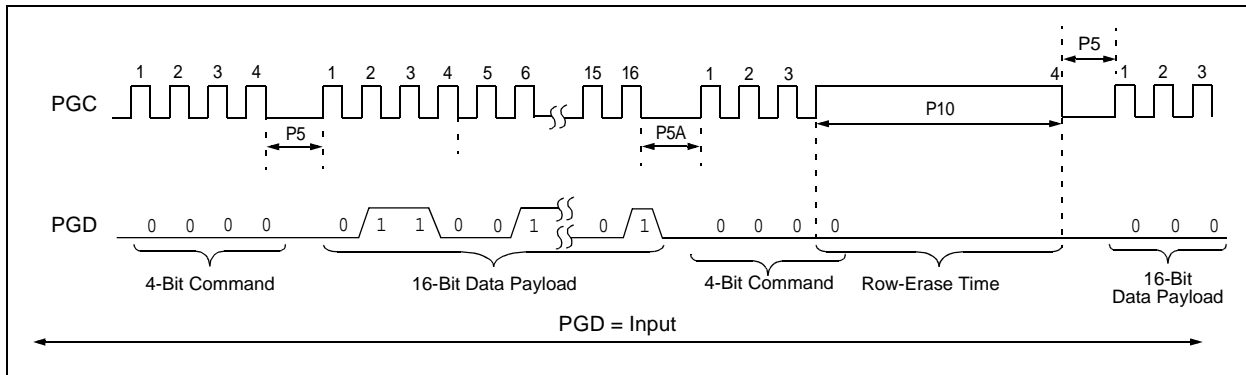 P5
1 2 3 4 1 2 3 4 5 6 15 16 1 2 3 4 1 2 3
PGC
P10
P5 P5A
PGD 0 0 0 0 0 1 1 0 0 1 0 1 0 0 0 0 0 0 0
4-Bit Command 16-Bit Data Payload 4-Bit Command Row-Erase Time 16-Bit
Data Payload
PGD = Input